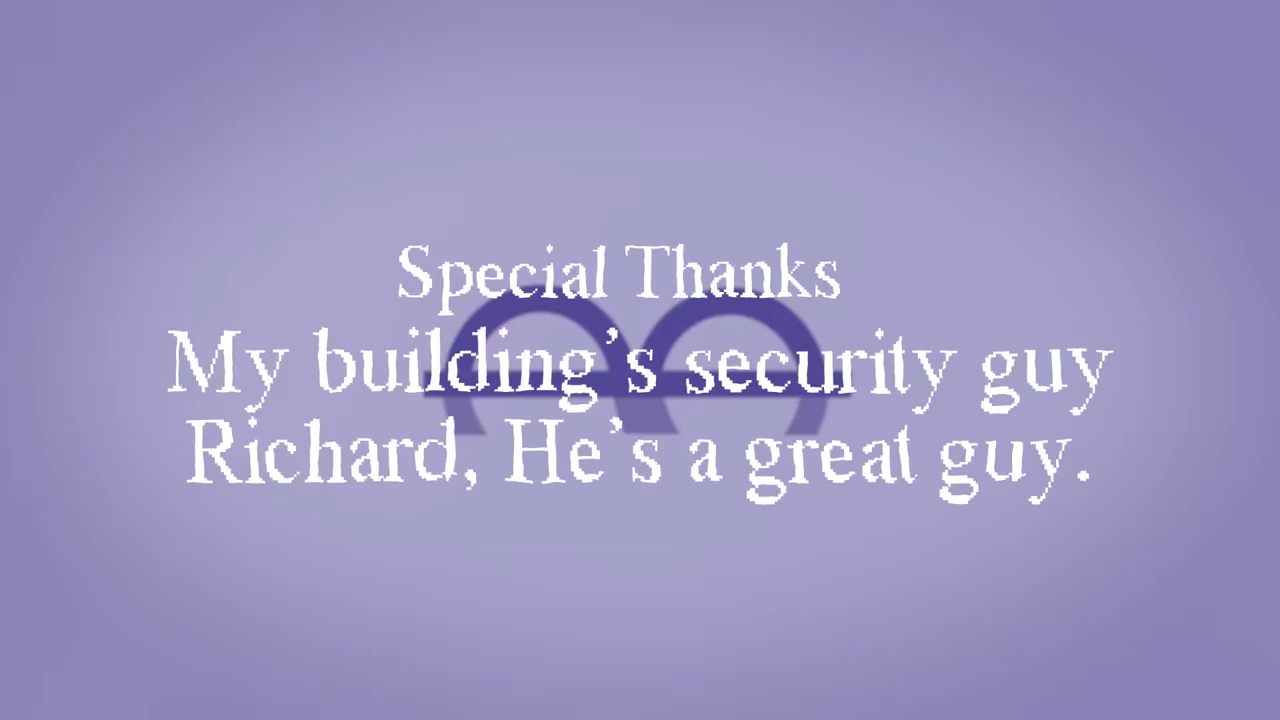 Special Thanks
My building's security guy
Richard, He's a great guy.